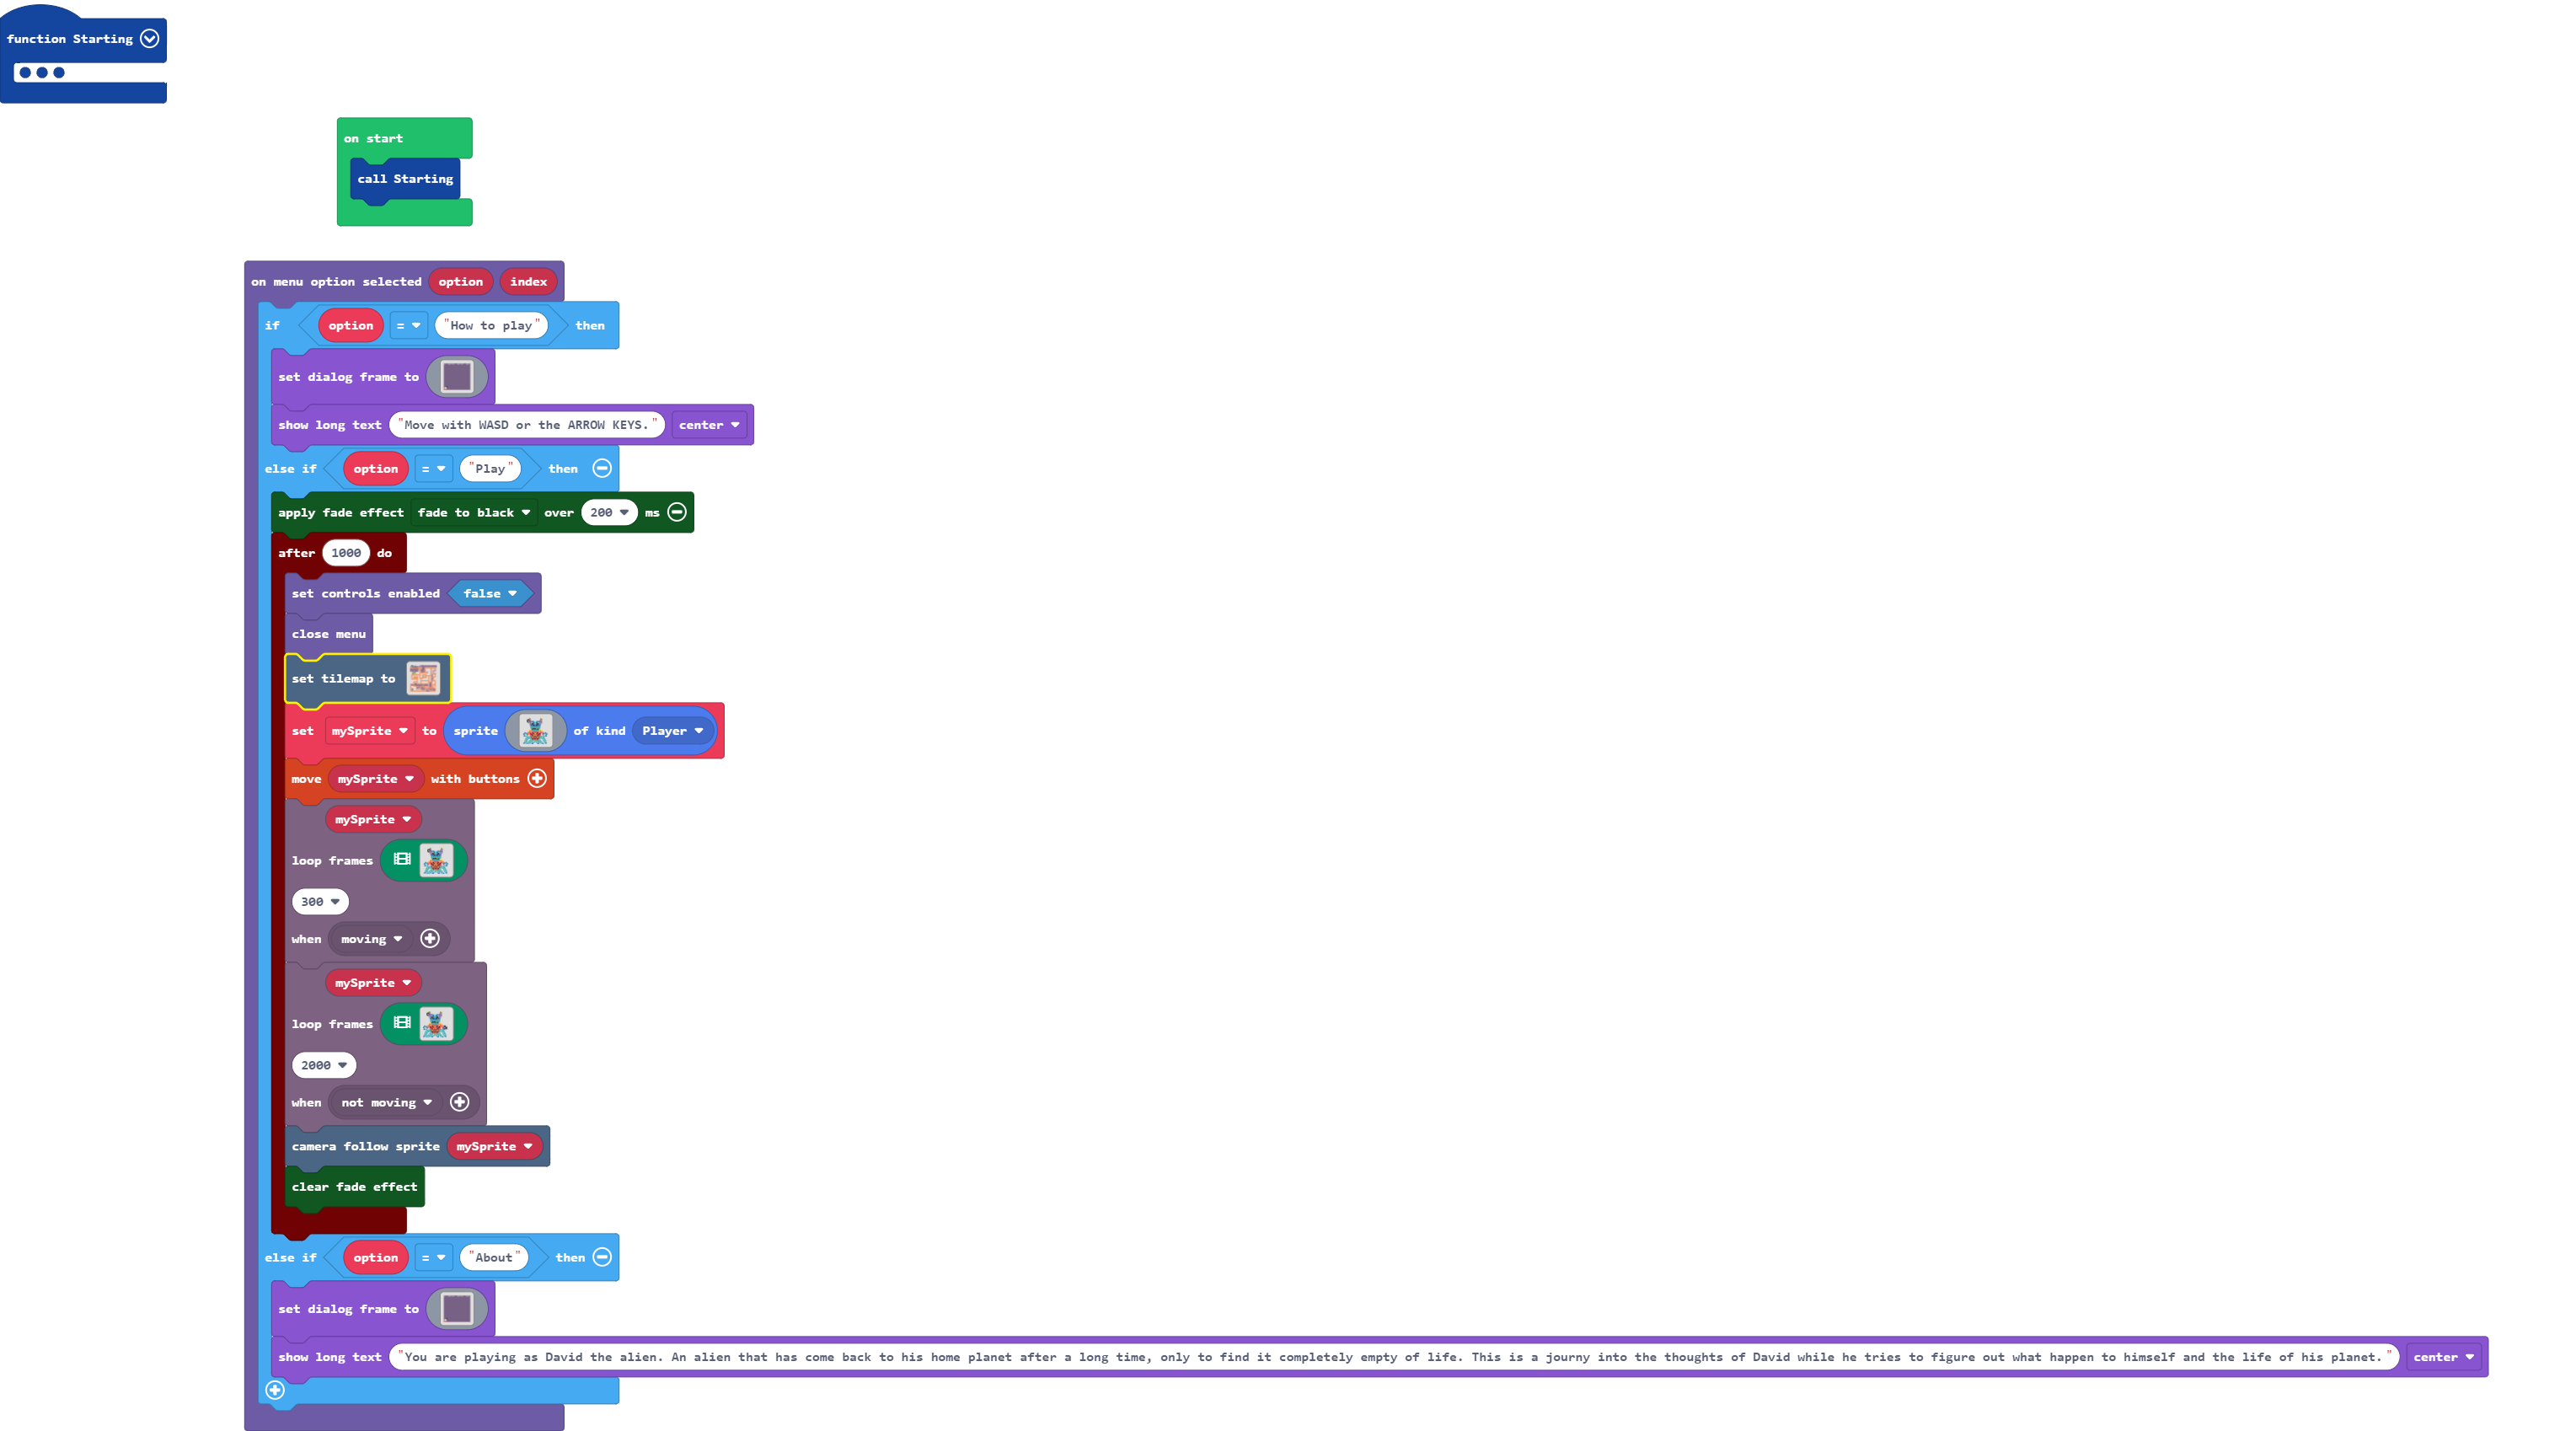 function Starting
on start
call Starting
on menu option selected option index
if option = "How to play" then
set dialog frame to
show long text "Move with WASD or the ARROW KEYS." center
else if option = "Play" then
apply fade effect fade to black over 200 ms
after 1000 do
set controls enabled false
close menu
set tilemap to
set mySprite to sprite of kind Player
move mySprite with buttons
mySprite
loop frames
300
when moving
mySprite
loop frames
2000
when not moving
camera follow sprite mySprite
clear fade effect
else if option = "About" then
set dialog frame to
show long text "You are playing as David the alien. An alien that has come back to his home planet after a long time, only to find it completely empty of life. This is a journy into the thoughts of David while he tries to figure out what happen to himself and the life of his planet." center